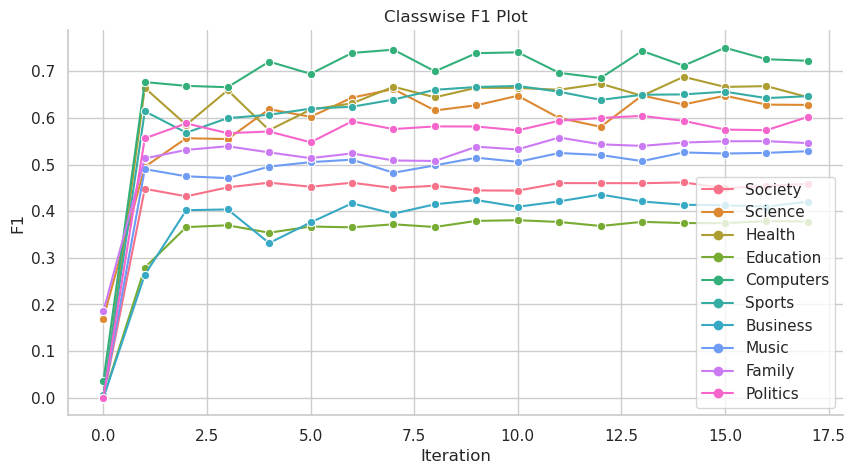 Classwise F1 Plot
F1
0.7
0.6
0.5
0.4
0.3
0.2
0.1
0.0
Society
Science
Health
Education
Computers
Sports
Business
Music
Family
Politics
0.0 2.5 5.0 7.5 10.0 12.5 15.0 17.5
Iteration